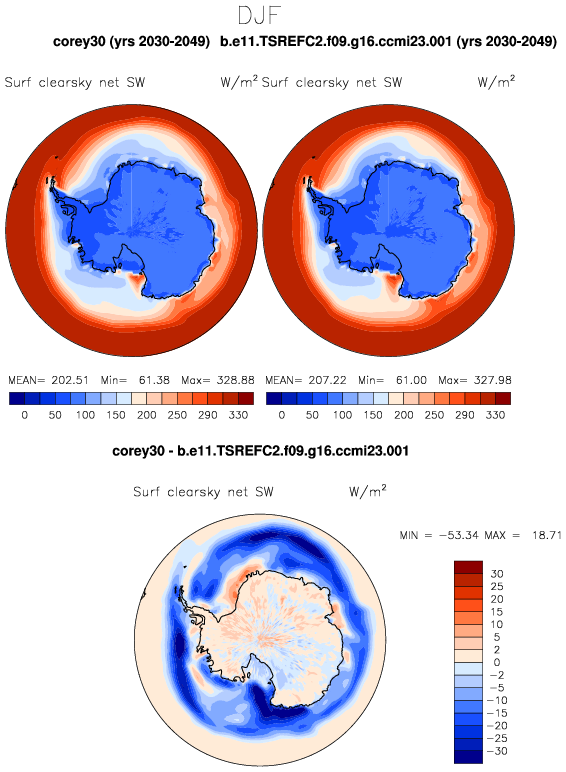 DJF
corey30 (yrs 2030-2049) b.e11.TSREFC2.f09.g16.ccmi23.001 (yrs 2030-2049)
Surf clearsky net SW W/m² Surf clearsky net SW W/m²
MEAN= 202.51 Min= 61.38 Max= 328.88 MEAN= 207.22 Min= 61.00 Max= 327.98
0 50 100 150 200 250 290 330 0 50 100 150 200 250 290 330
corey30 - b.e11.TSREFC2.f09.g16.ccmi23.001
Surf clearsky net SW W/m²
MIN = -53.34 MAX = 18.71
30
25
20
15
10
5
2
0
-2
-5
-10
-15
-20
-25
-30